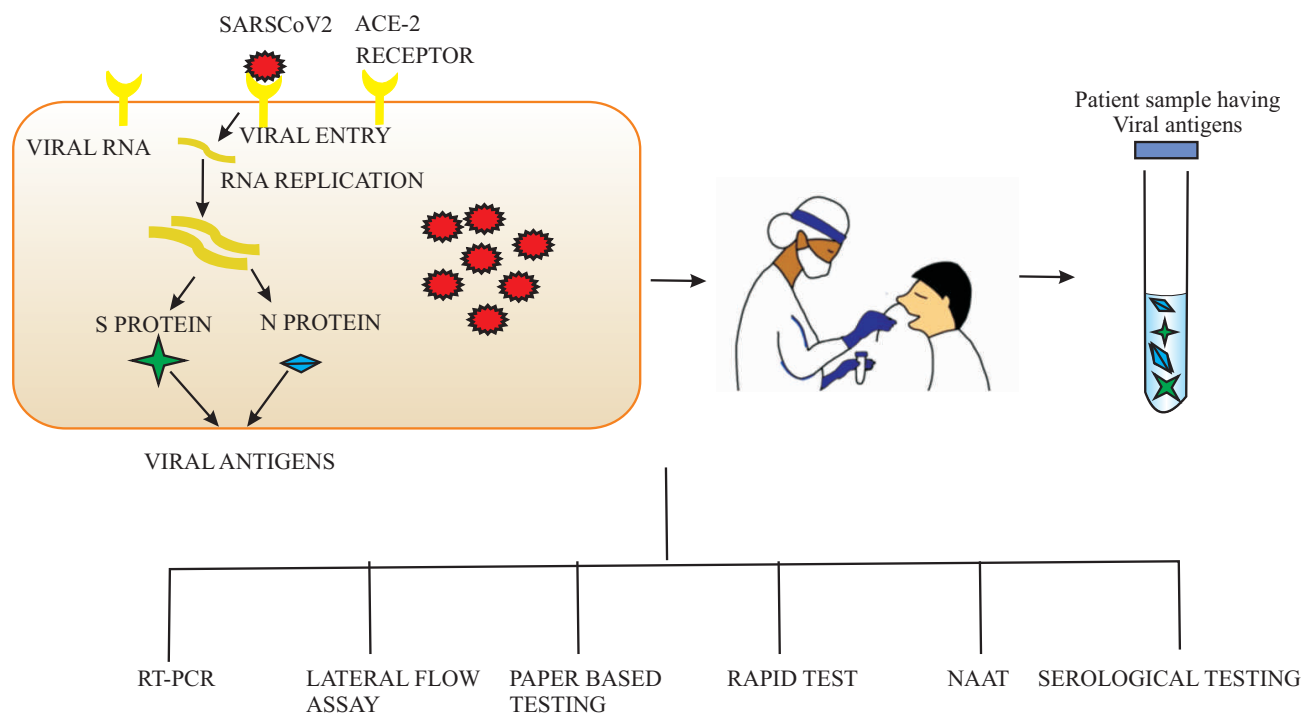 SARSCoV2
ACE-2
RECEPTOR
VIRAL RNA
VIRAL ENTRY
RNA REPLICATION
S PROTEIN
N PROTEIN
VIRAL ANTIGENS
Patient sample having
Viral antigens
RT-PCR
LATERAL FLOW
ASSAY
PAPER BASED
TESTING
RAPID TEST
NAAT
SEROLOGICAL TESTING